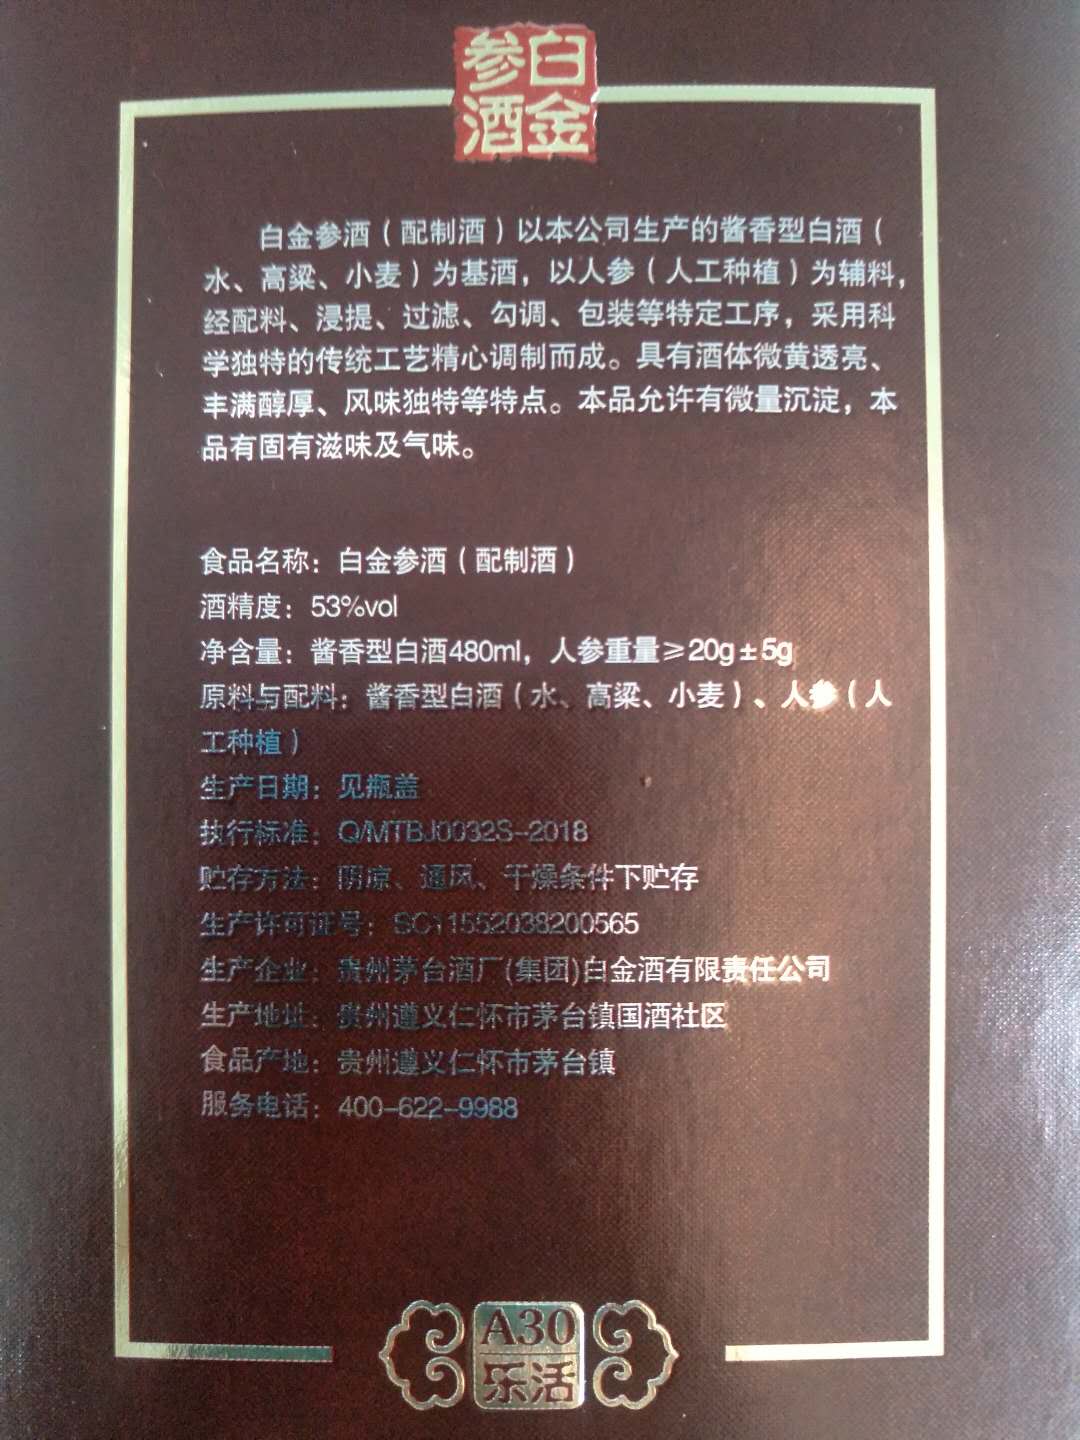 白金
参酒
白金参酒（配制酒）以本公司生产的酱香型白酒（
水、高粱、小麦）为基酒，以人参（人工种植）为辅料，
经配料、浸提、过滤、勾调、包装等特定工序，采用科
学独特的传统工艺精心调制而成。具有酒体微黄透亮、
丰满醇厚、风味独特等特点。本品允许有微量沉淀，本
品有固有滋味及气味。
食品名称：白金参酒（配制酒）
酒精度：53%vol
净含量：酱香型白酒480ml，人参重量≥20g±5g
原料与配料：酱香型白酒（水、高粱、小麦）、人参（人
工种植）
生产日期：见瓶盖
执行标准：Q/MTBJ0032S-2018
贮存方法：阴凉、通风、干燥条件下贮存
生产许可证号：SC11552038200565
生产企业：贵州茅台酒厂(集团)白金酒有限责任公司
生产地址：贵州遵义仁怀市茅台镇国酒社区
食品产地：贵州遵义仁怀市茅台镇
服务电话：400-622-9988
A30
乐活